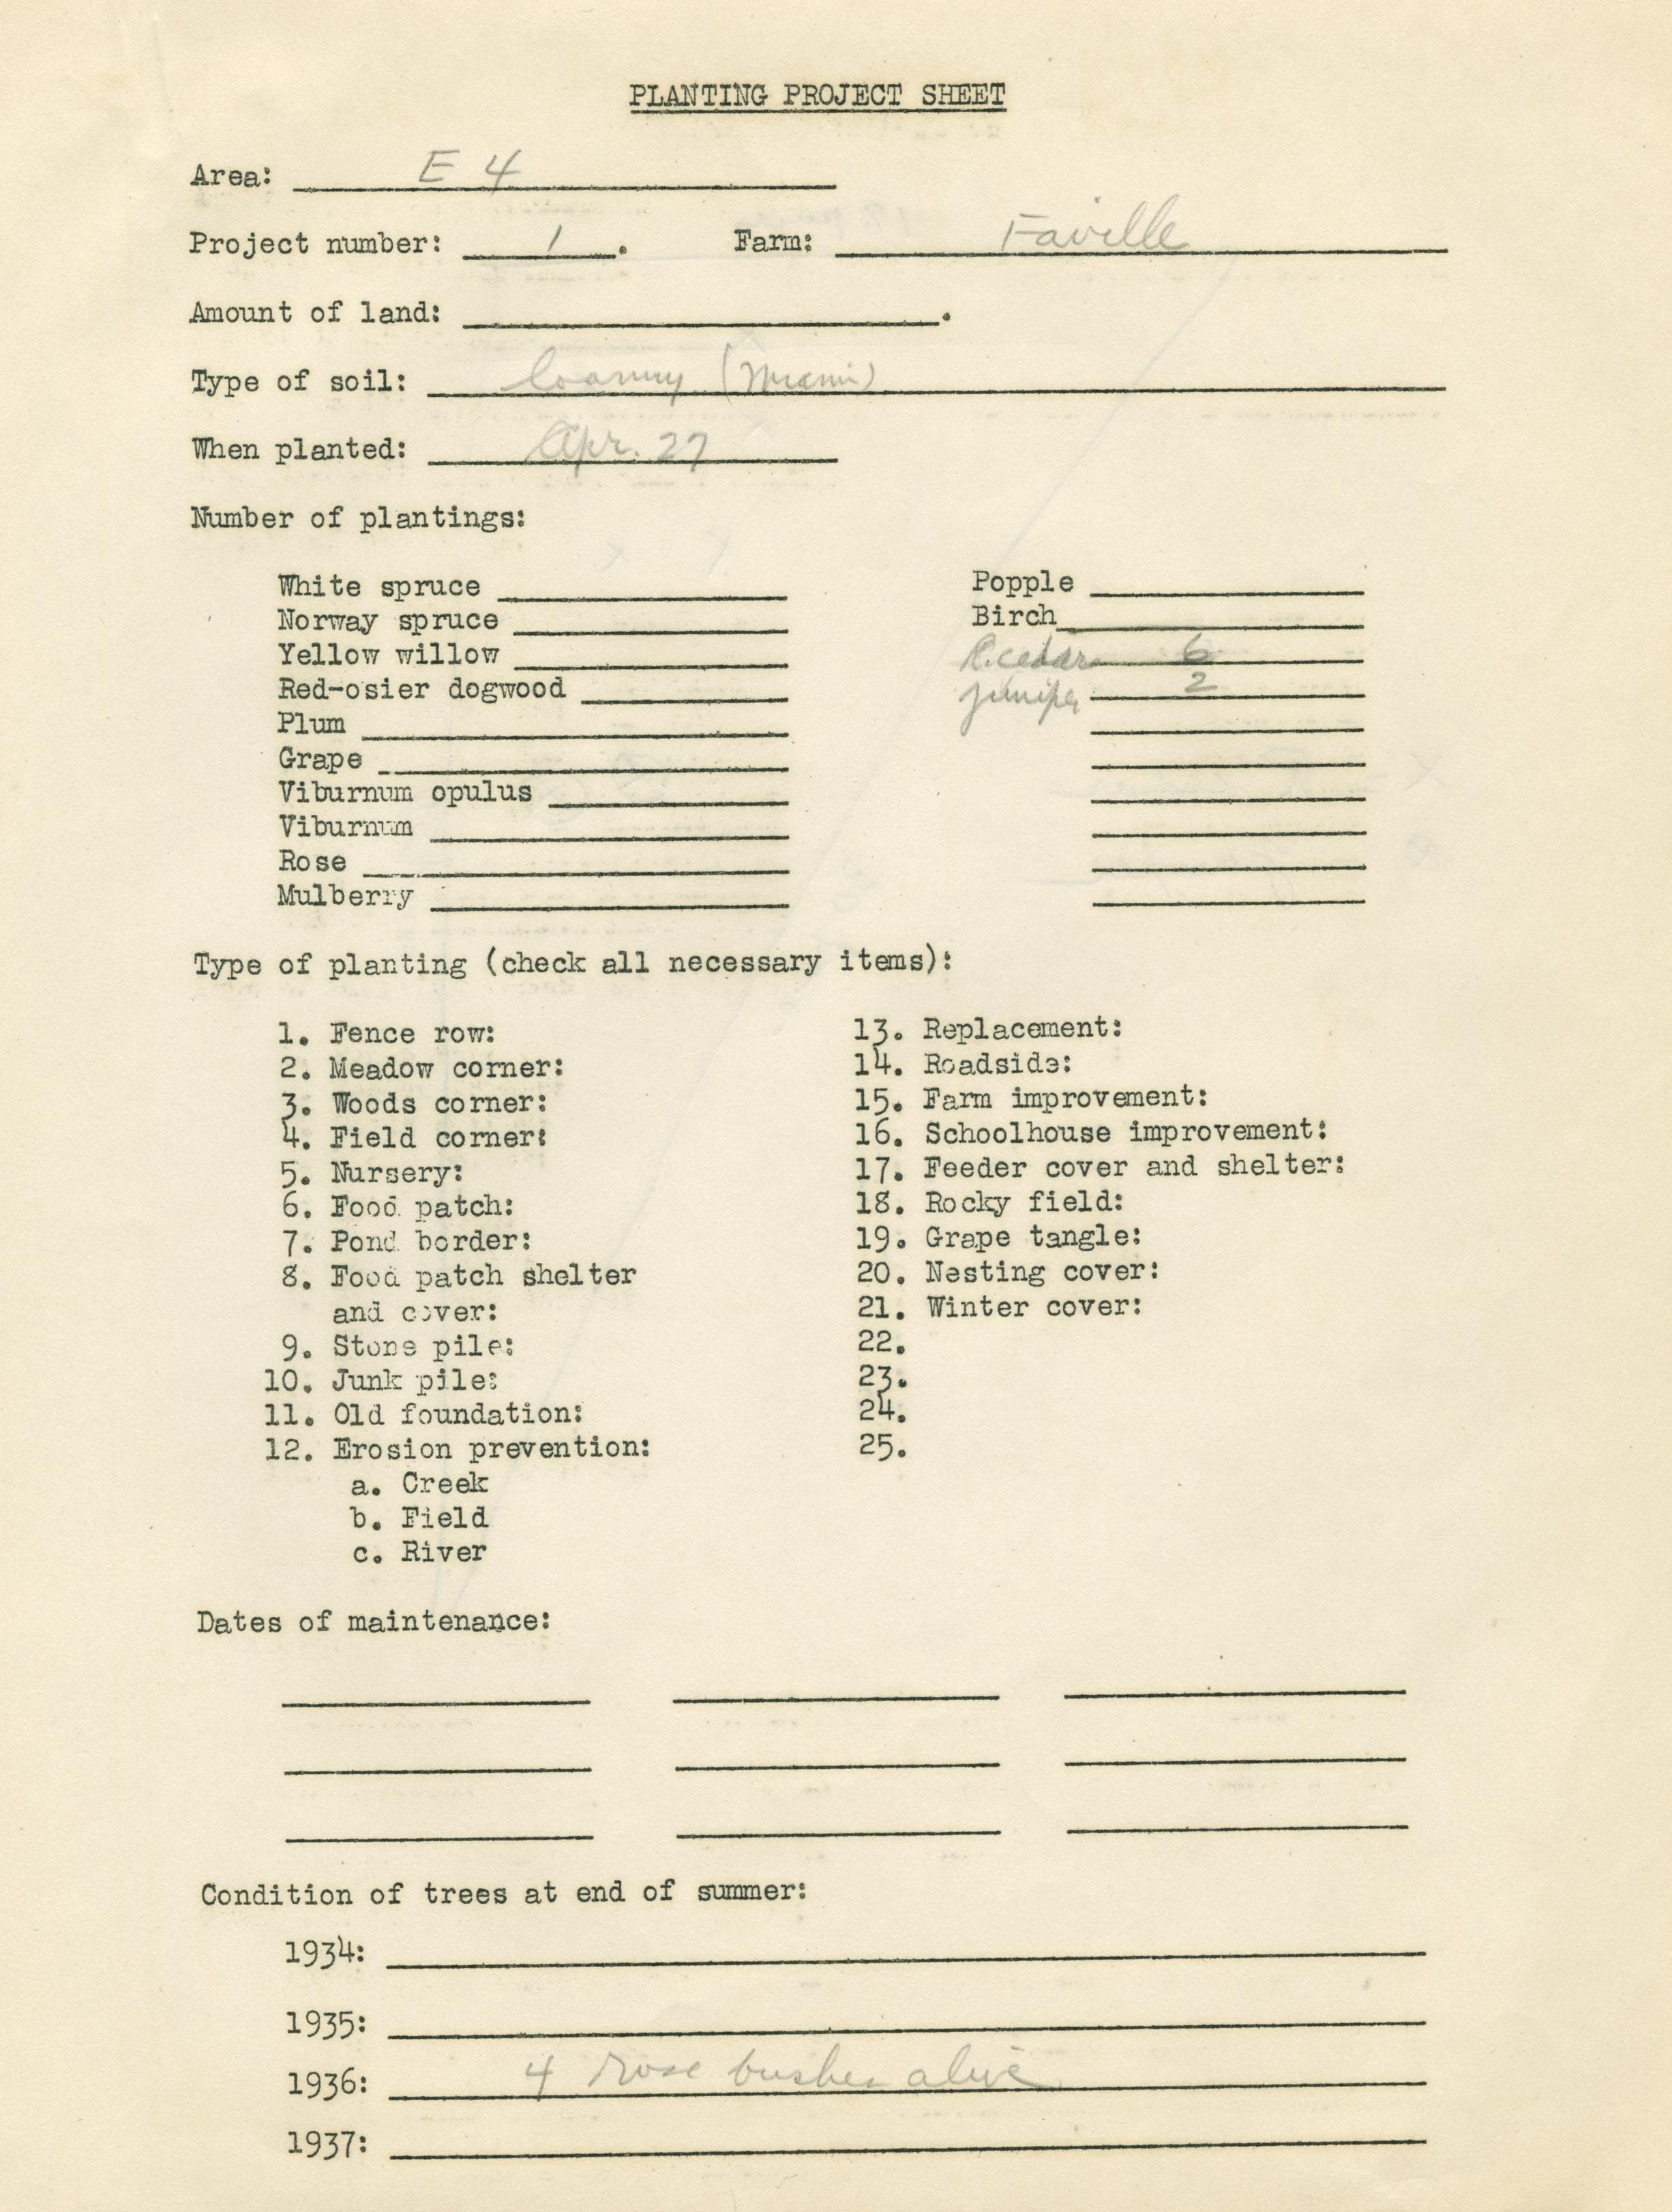 PLANTING PROJECT SHEET
Area: E 4
Project number: 1. Farm: Faville
Amount of land: .
Type of soil: loamy (Miami)
When planted: Apr. 27
Number of plantings:
White spruce
Norway spruce
Yellow willow
Red-osier dogwood
Plum
Grape
Viburnum opulus
Viburnum
Rose
Mulberry
Popple
Birch
R. cedar 6
juniper 2
Type of planting (check all necessary items):
1. Fence row:
2. Meadow corner:
3. Woods corner:
4. Field corner:
5. Nursery:
6. Food patch:
7. Pond border:
8. Food patch shelter
and cover:
9. Stone pile:
10. Junk pile:
11. Old foundation:
12. Erosion prevention:
a. Creek
b. Field
c. River
13. Replacement:
14. Roadside:
15. Farm improvement:
16. Schoolhouse improvement:
17. Feeder cover and shelter:
18. Rocky field:
19. Grape tangle:
20. Nesting cover:
21. Winter cover:
22.
23.
24.
25.
Dates of maintenance:
Condition of trees at end of summer:
1934:
1935:
1936: 4 rose bushes alive
1937: